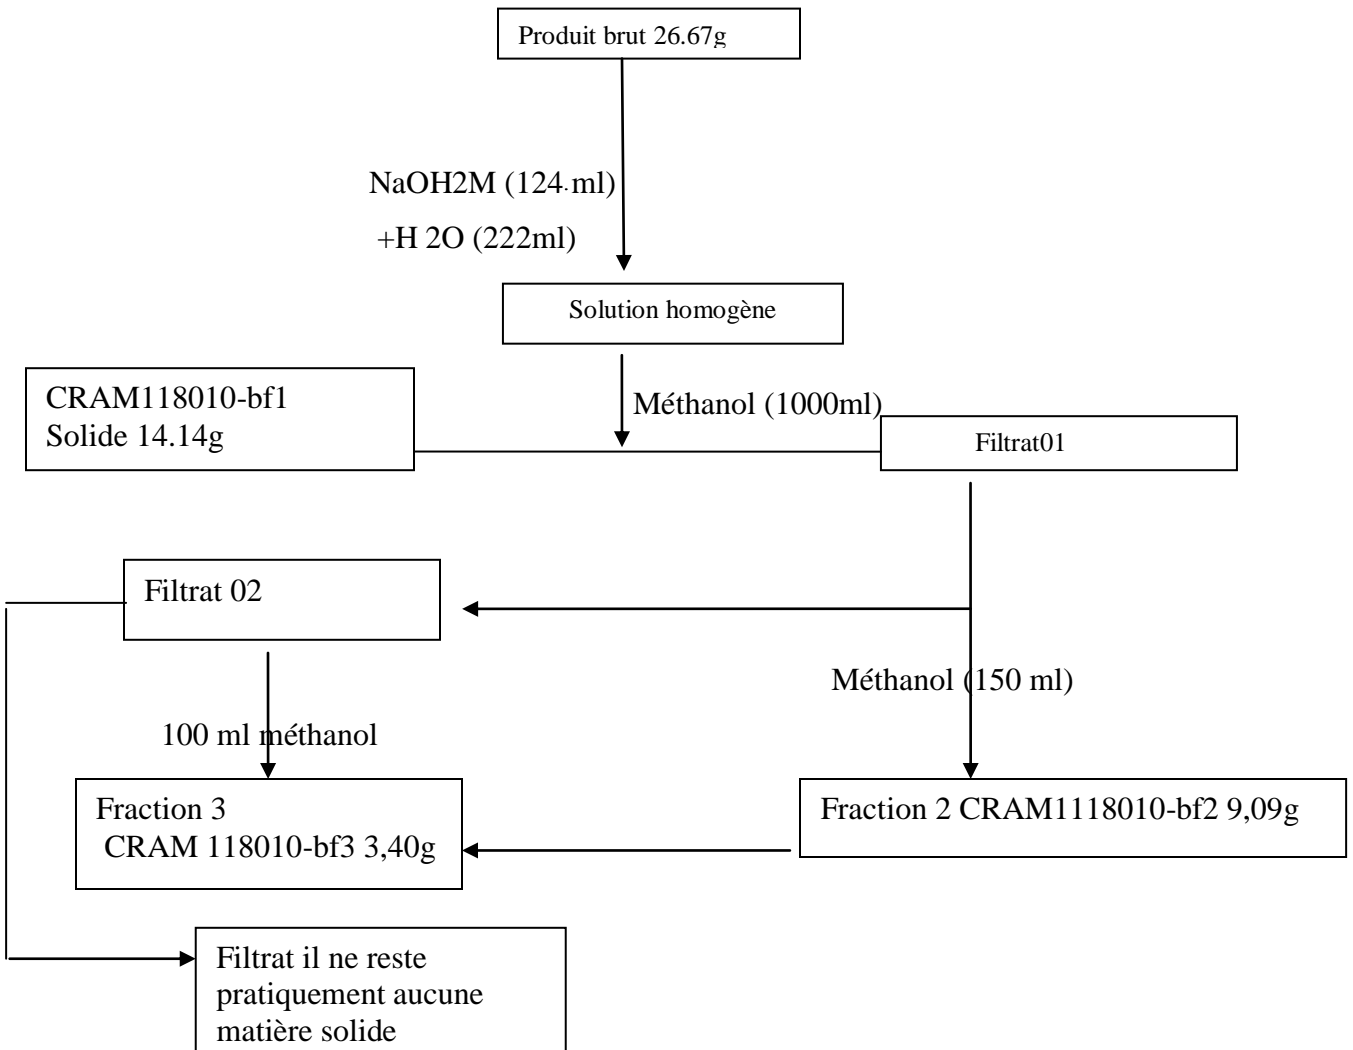 Produit brut 26.67g
NaOH2M (124.ml)
+H 2O (222ml)
Solution homogène
Méthanol (1000ml)
CRAM118010-bf1
Solide 14.14g
Filtrat01
Filtrat 02
Méthanol (150 ml)
100 ml méthanol
Fraction 3
CRAM 118010-bf3 3,40g
Fraction 2 CRAM1118010-bf2 9,09g
Filtrat il ne reste
pratiquement aucune
matière solide